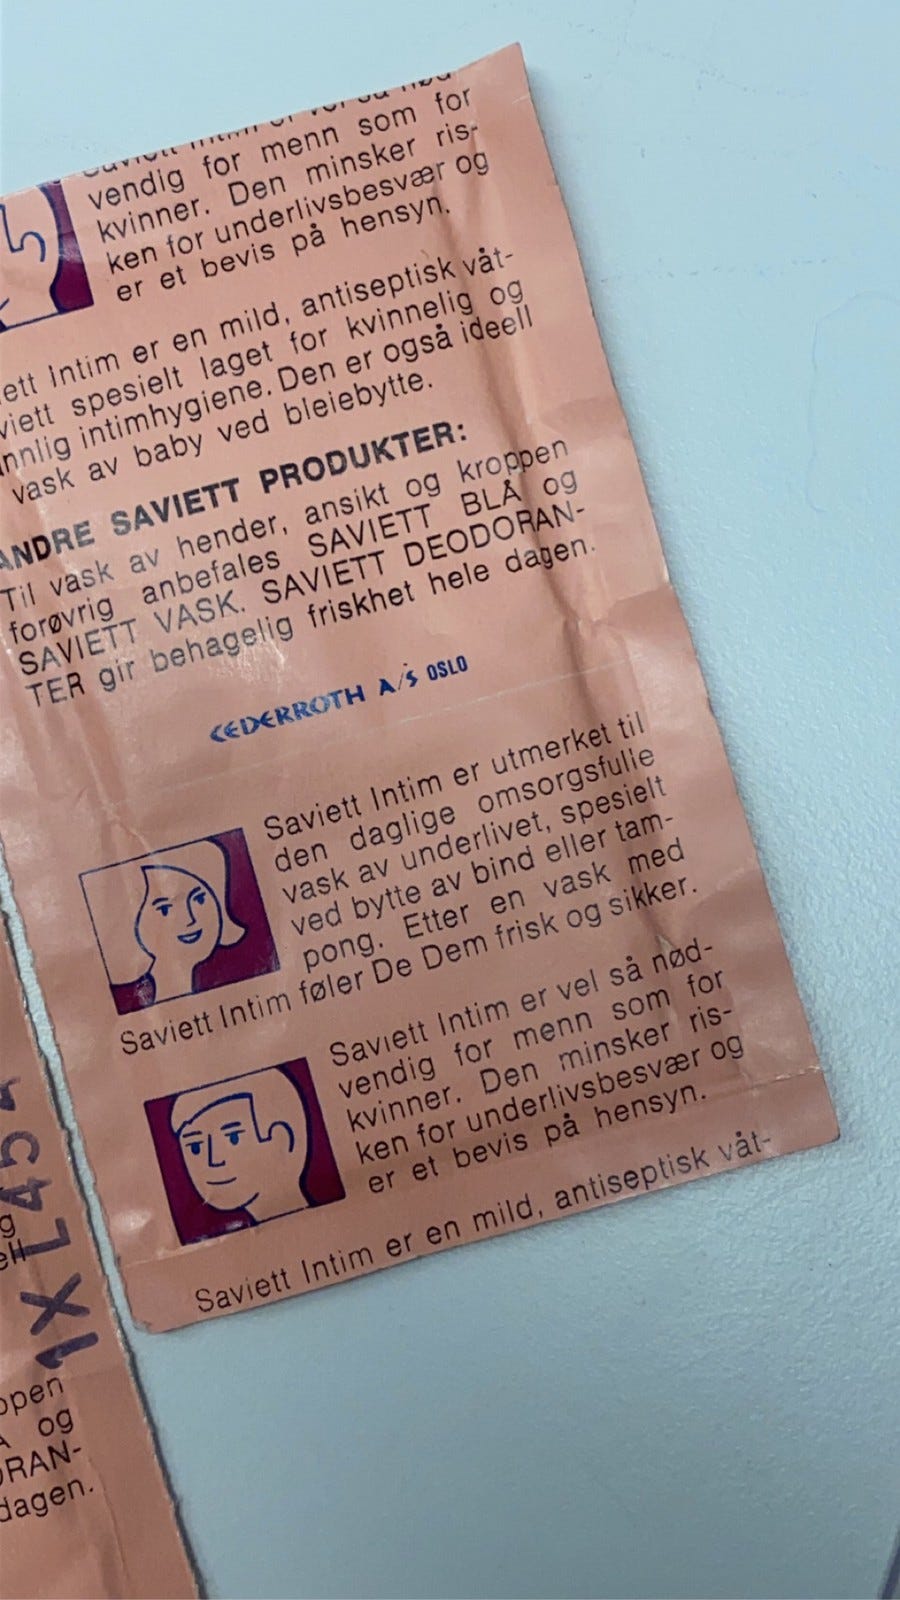 vendig for menn som for
kvinner. Den minsker ris-
ken for underlivsbesvær og
er et bevis på hensyn.
ett Intim er en mild, antiseptisk våt-
viett spesielt laget for kvinnelig og
nnlig intimhygiene. Den er også ideell
vask av baby ved bleiebytte.
ANDRE SAVIETT PRODUKTER:
Til vask av hender, ansikt og kroppen
forøvrig anbefales SAVIETT BLÅ og
SAVIETT VASK. SAVIETT DEODORAN-
TER gir behagelig friskhet hele dagen.
CEDERROTH A/S OSLO
Saviett Intim er utmerket til
den daglige omsorgsfulle
vask av underlivet, spesielt
ved bytte av bind eller tam-
pong. Etter en vask med
Saviett Intim føler De Dem frisk og sikker.
Saviett Intim er vel så nød-
vendig for menn som for
kvinner. Den minsker ris-
ken for underlivsbesvær og
er et bevis på hensyn.
Saviett Intim er en mild, antiseptisk våt-
1X L454
g
ell
ppen
og
ORAN-
dagen.